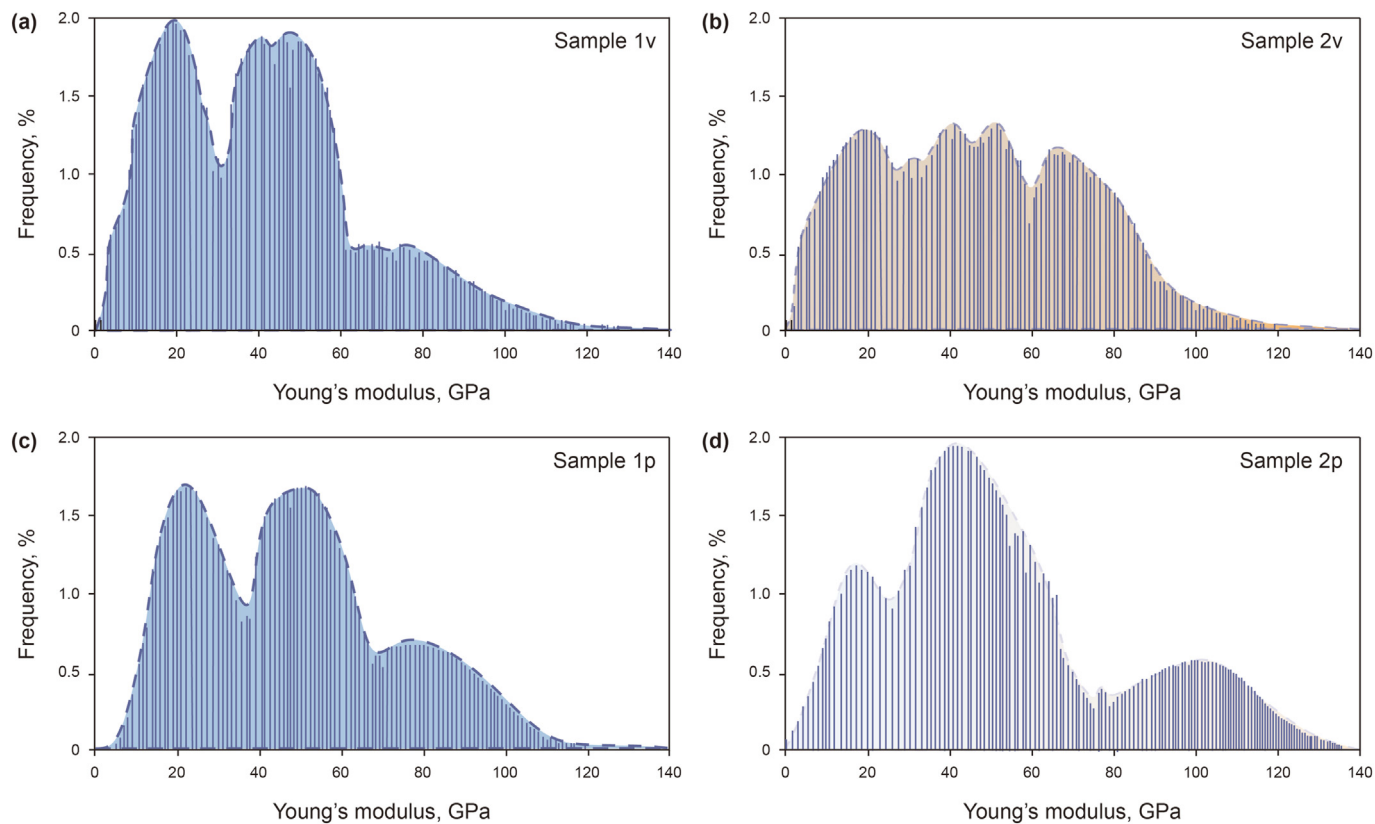 (a)
Sample 1v
Frequency, %
2.0
1.5
1.0
0.5
0
0 20 40 60 80 100 120 140
Young’s modulus, GPa
(b)
Sample 2v
Frequency, %
2.0
1.5
1.0
0.5
0
0 20 40 60 80 100 120 140
Young’s modulus, GPa
(c)
Sample 1p
Frequency, %
2.0
1.5
1.0
0.5
0
0 20 40 60 80 100 120 140
Young’s modulus, GPa
(d)
Sample 2p
Frequency, %
2.0
1.5
1.0
0.5
0
0 20 40 60 80 100 120 140
Young’s modulus, GPa